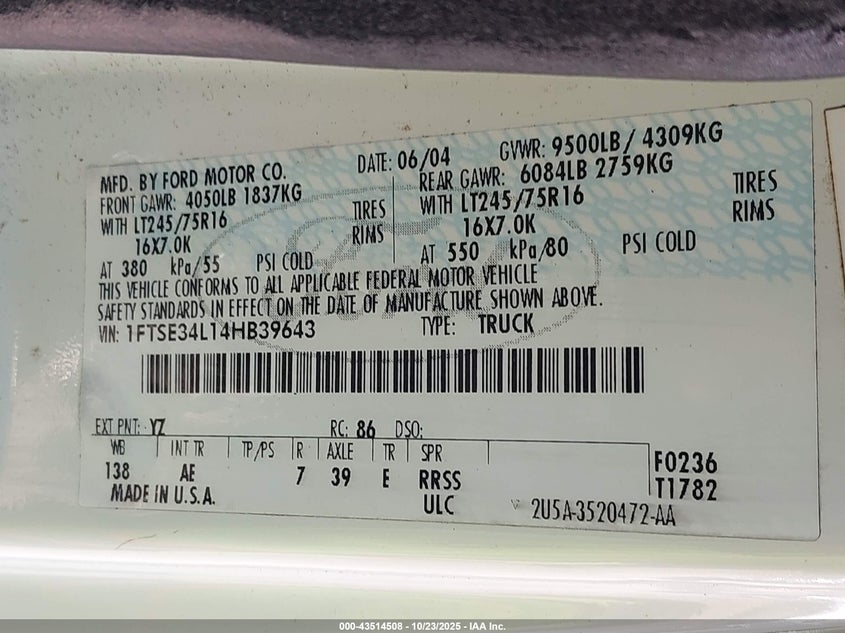 MFD. BY FORD MOTOR CO. DATE: 06/04 GVWR: 9500LB/ 4309KG
FRONT GAWR: 4050LB 1837KG REAR GAWR: 6084LB 2759KG
WITH LT245/75R16 TIRES WITH LT245/75R16 TIRES
16X7.0K RIMS 16X7.0K RIMS
AT 380 kPa/55 PSI COLD AT 550 kPa/80 PSI COLD
THIS VEHICLE CONFORMS TO ALL APPLICABLE FEDERAL MOTOR VEHICLE
SAFETY STANDARDS IN EFFECT ON THE DATE OF MANUFACTURE SHOWN ABOVE.
VIN: 1FTSE34L14HB39643 TYPE: TRUCK
EXT PNT: YZ RC: 86 DSO:
WB INT TR TP/PS R AXLE TR SPR F0236
138 AE 7 39 E RRSS T1782
MADE IN U.S.A. ULC 2U5A-3520472-AA
000-43514508 - 10/23/2025 - IAA Inc.